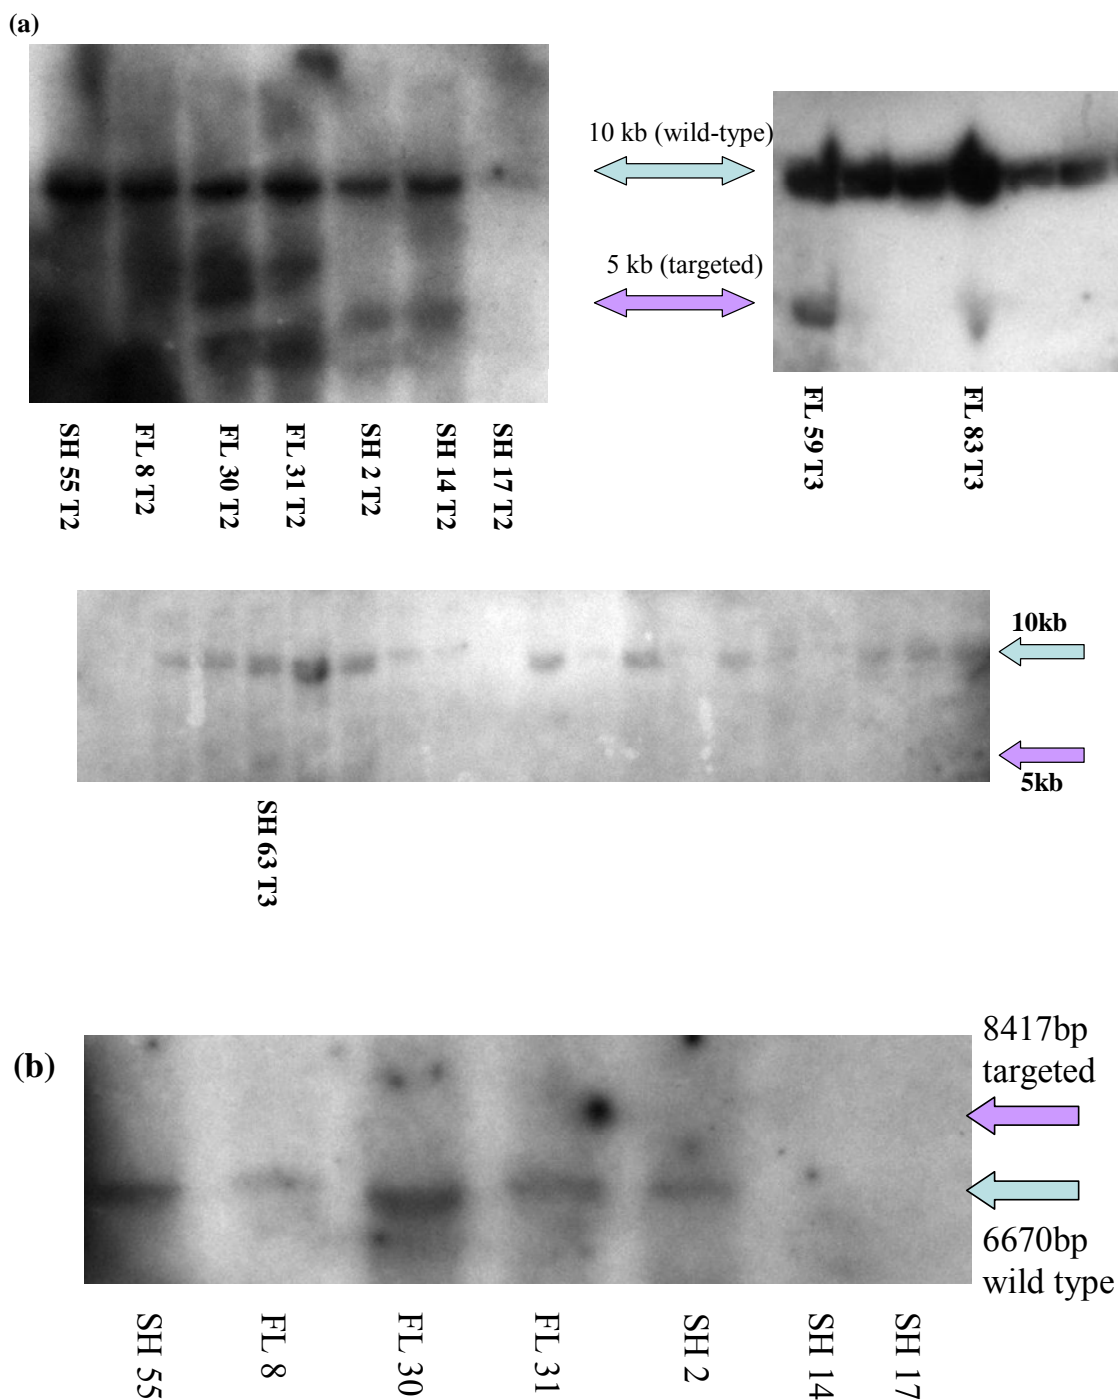 (a)
10 kb (wild-type)
5 kb (targeted)
SH 55 T2
FL 8 T2
FL 30 T2
FL 31 T2
SH 2 T2
SH 14 T2
SH 17 T2
FL 59 T3
FL 83 T3
10kb
5kb
SH 63 T3
(b)
8417bp
targeted
6670bp
wild type
SH 55
FL 8
FL 30
FL 31
SH 2
SH 14
SH 17